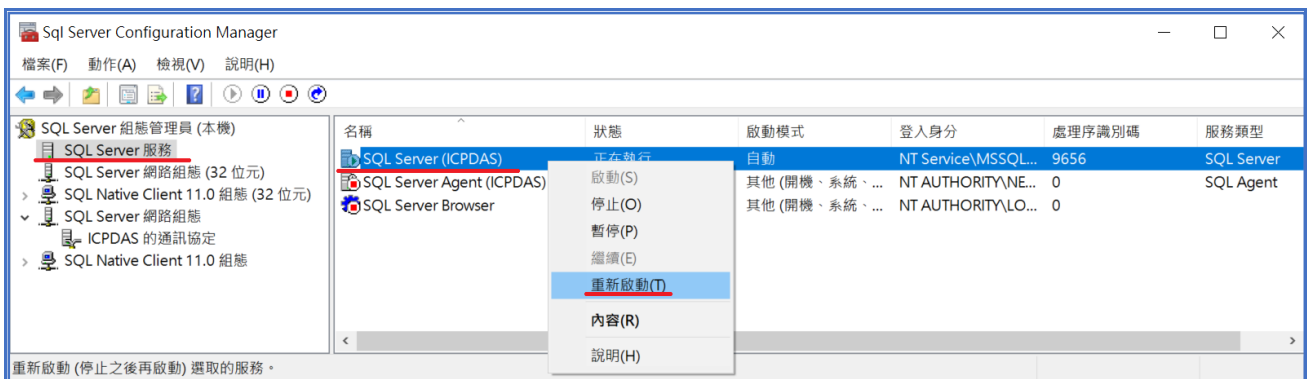 Sql Server Configuration Manager
檔案(F) 動作(A) 檢視(V) 說明(H)
SQL Server 組態管理員 (本機)
SQL Server 服務
SQL Server 網路組態 (32 位元)
SQL Native Client 11.0 組態 (32 位元)
SQL Server 網路組態
ICPDAS 的通訊協定
SQL Native Client 11.0 組態
名稱 狀態 啟動模式 登入身分 處理序識別碼 服務類型
SQL Server (ICPDAS) 正在執行 自動 NT Service\MSSQL... 9656 SQL Server
SQL Server Agent (ICPDAS) 其他 (開機、系統、... NT AUTHORITY\NE... 0 SQL Agent
SQL Server Browser 其他 (開機、系統、... NT AUTHORITY\LO... 0
啟動(S)
停止(O)
暫停(P)
繼續(E)
重新啟動(T)
內容(R)
說明(H)
重新啟動 (停止之後再啟動) 選取的服務。